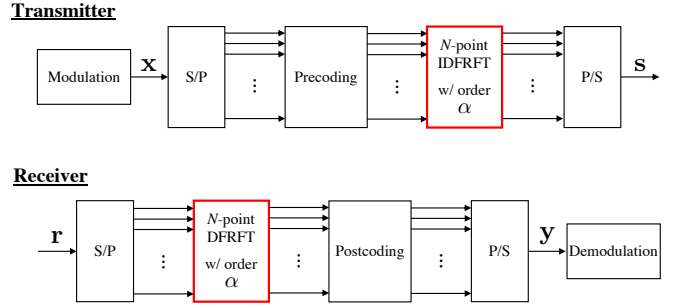 Transmitter
Modulation
x
S/P
⋮
Precoding
⋮
N-point
IDFRFT
w/ order
α
⋮
P/S
s
Receiver
r
S/P
⋮
N-point
DFRFT
w/ order
α
⋮
Postcoding
⋮
P/S
y
Demodulation